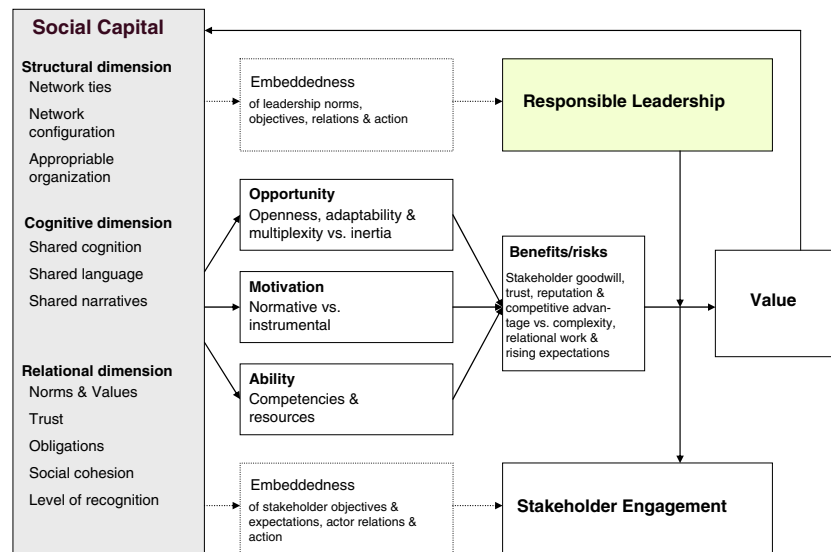 Social Capital
Structural dimension
Network ties
Network
configuration
Appropriable
organization
Cognitive dimension
Shared cognition
Shared language
Shared narratives
Relational dimension
Norms & Values
Trust
Obligations
Social cohesion
Level of recognition
Embeddedness
of leadership norms,
objectives, relations & action
Opportunity
Openness, adaptability &
multiplexity vs. inertia
Motivation
Normative vs.
instrumental
Ability
Competencies &
resources
Embeddedness
of stakeholder objectives &
expectations, actor relations &
action
Responsible Leadership
Benefits/risks
Stakeholder goodwill,
trust, reputation &
competitive advan-
tage vs. complexity,
relational work &
rising expectations
Stakeholder Engagement
Value